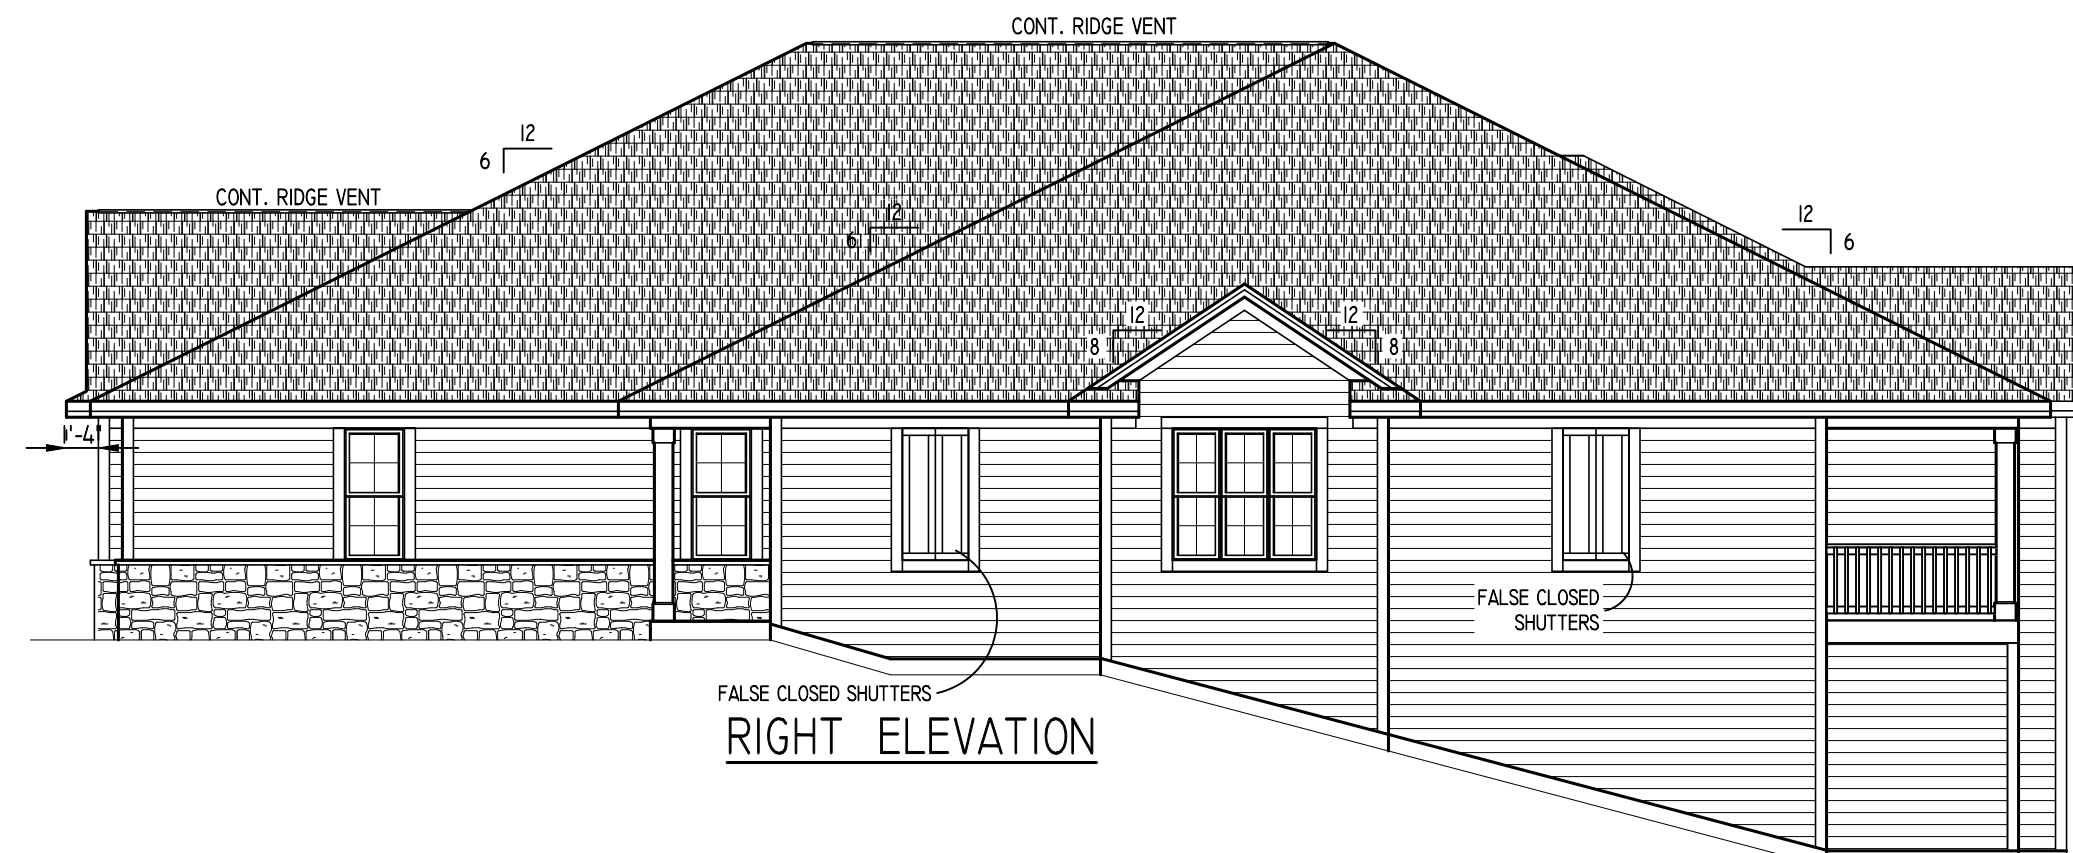 CONT. RIDGE VENT
12
6
CONT. RIDGE VENT
12
6
12
6
12
8
12
8
1'-4"
FALSE CLOSED
SHUTTERS
FALSE CLOSED SHUTTERS
RIGHT ELEVATION